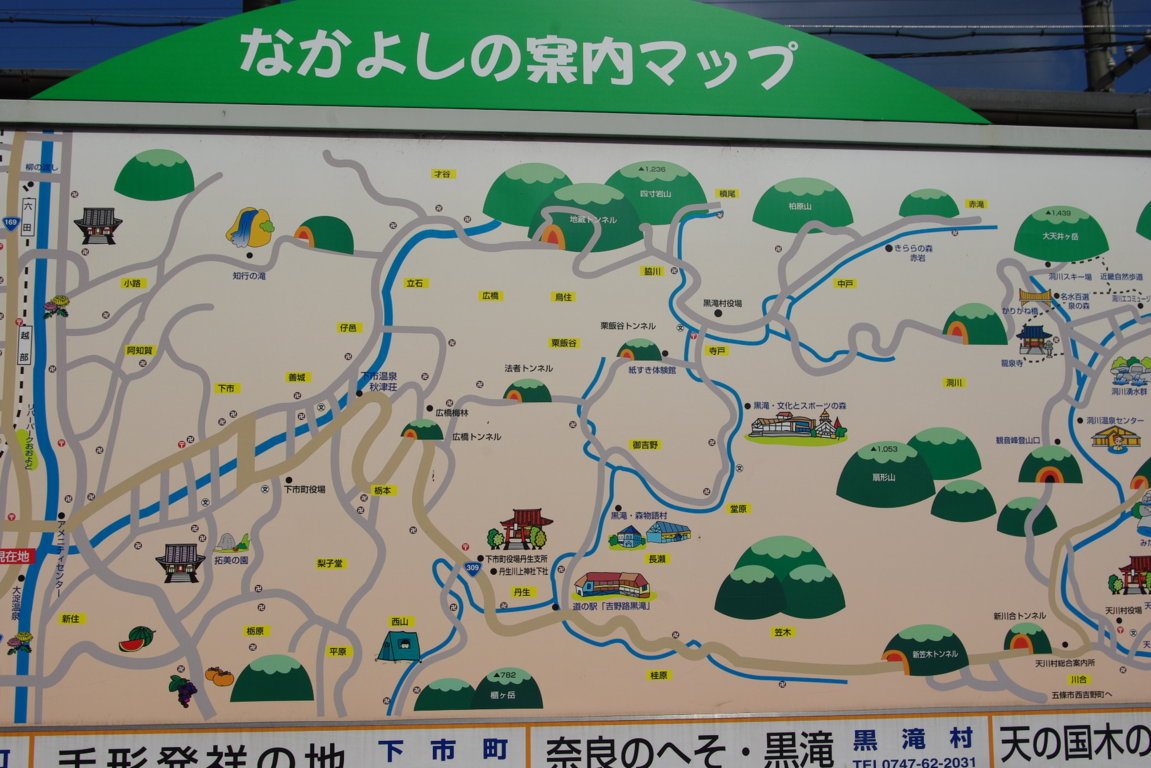 なかよしの案内マップ
柳の渡し
169
六田
越部
リバーパークおおよど
現在地
大淀温泉
アメニティセンター
新住
小路
知行の滝
阿知賀
下市
善城
仔邑
立石
才谷
広橋
鳥住
地蔵トンネル
▲1,236
四寸岩山
槙尾
柏原山
赤滝
きららの森
赤岩
中戸
脇川
黒滝村役場
寺戸
粟飯谷トンネル
粟飯谷
紙すき体験館
法者トンネル
下市温泉
秋津荘
広橋梅林
広橋トンネル
下市町役場
栃本
拓美の園
梨子堂
栃原
平原
西山
309
下市町役場丹生支所
丹生川上神社下社
丹生
道の駅「吉野路黒滝」
長瀬
黒滝・森物語村
御吉野
堂原
黒滝・文化とスポーツの森
▲1,439
大天井ヶ岳
洞川スキー場
近畿自然歩道
名水百選
泉の森
かりがね橋
龍泉寺
洞川
洞川湧水群
洞川温泉センター
観音峰登山口
▲1,053
扇形山
笠木
桂原
▲782
櫃ヶ岳
新笠木トンネル
新川合トンネル
天川村役場
天川村総合案内所
川合
五條市西吉野町へ
手形発祥の地
下市町
奈良のへそ・黒滝
黒滝村
TEL0747-62-2031
天の国木の